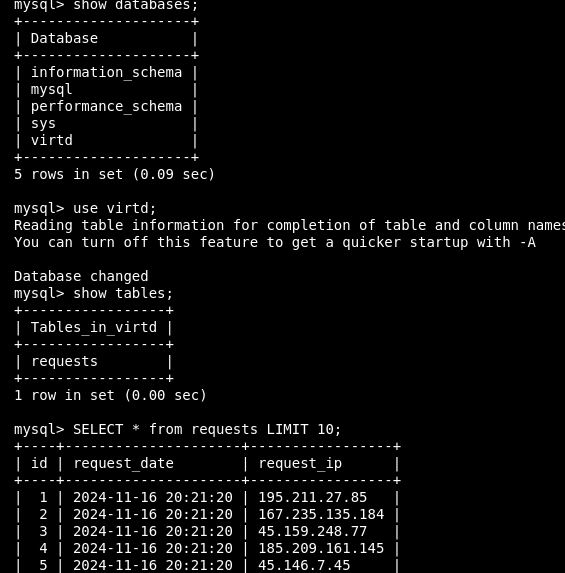 mysql> show databases;
+--------------------+
| Database           |
+--------------------+
| information_schema |
| mysql              |
| performance_schema |
| sys                |
| virtd              |
+--------------------+
5 rows in set (0.09 sec)

mysql> use virtd;
Reading table information for completion of table and column names
You can turn off this feature to get a quicker startup with -A

Database changed
mysql> show tables;
+-----------------+
| Tables_in_virtd |
+-----------------+
| requests        |
+-----------------+
1 row in set (0.00 sec)

mysql> SELECT * from requests LIMIT 10;
+----+---------------------+-----------------+
| id | request_date        | request_ip      |
+----+---------------------+-----------------+
|  1 | 2024-11-16 20:21:20 | 195.211.27.85   |
|  2 | 2024-11-16 20:21:20 | 167.235.135.184 |
|  3 | 2024-11-16 20:21:20 | 45.159.248.77   |
|  4 | 2024-11-16 20:21:20 | 185.209.161.145 |
|  5 | 2024-11-16 20:21:20 | 45.146.7.45     |